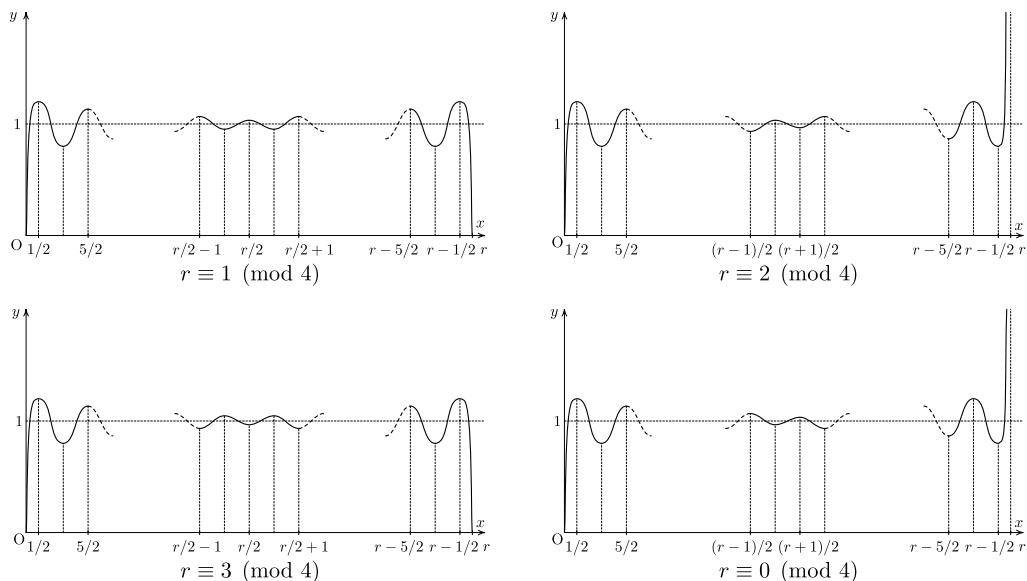 y
1
x
O 1/2 5/2 r/2 − 1 r/2 r/2 + 1 r − 5/2 r − 1/2 r
r ≡ 1 (mod 4)
y
1
x
O 1/2 5/2 (r − 1)/2 (r + 1)/2 r − 5/2 r − 1/2 r
r ≡ 2 (mod 4)
y
1
x
O 1/2 5/2 r/2 − 1 r/2 r/2 + 1 r − 5/2 r − 1/2 r
r ≡ 3 (mod 4)
y
1
x
O 1/2 5/2 (r − 1)/2 (r + 1)/2 r − 5/2 r − 1/2 r
r ≡ 0 (mod 4)